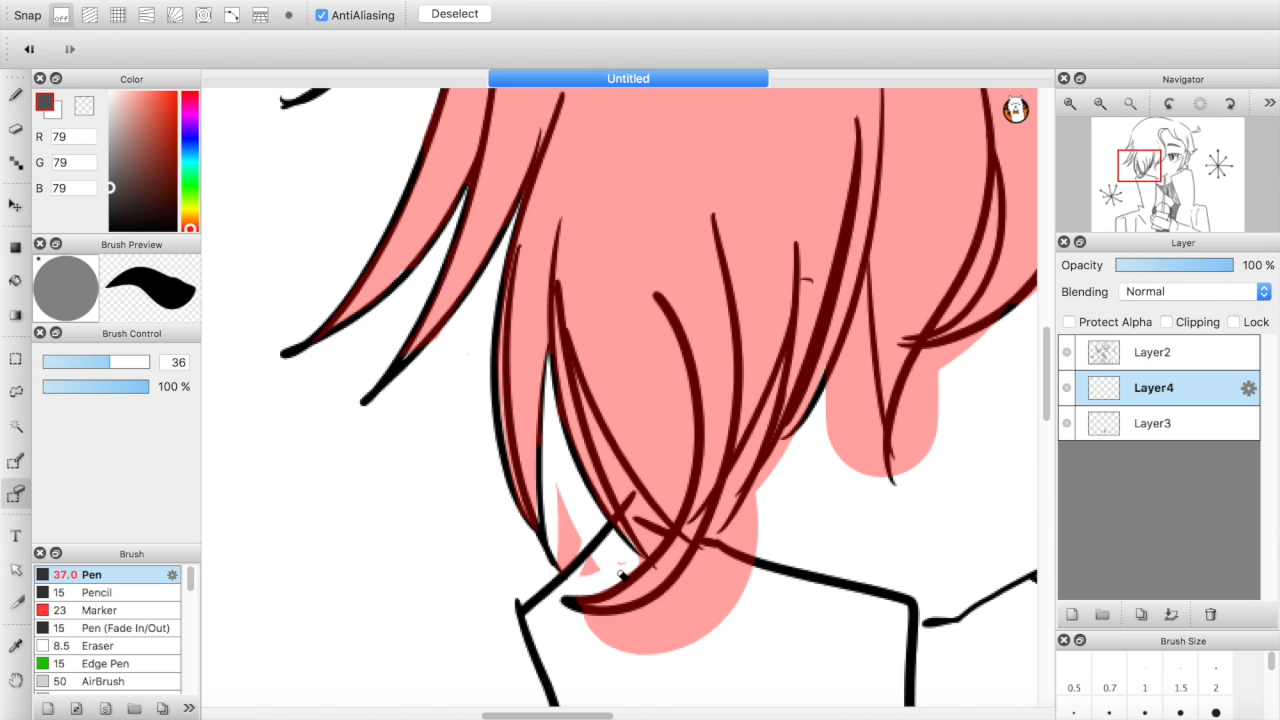 Snap off AntiAliasing Deselect
Color Untitled Navigator
R 79
G 79
B 79
Brush Preview
Brush Control
36
100 %
Brush
37.0 Pen
15 Pencil
23 Marker
15 Pen (Fade In/Out)
8.5 Eraser
15 Edge Pen
50 AirBrush
Layer
Opacity 100 %
Blending Normal
Protect Alpha Clipping Lock
Layer2
Layer4
Layer3
Brush Size
0.5 0.7 1 1.5 2